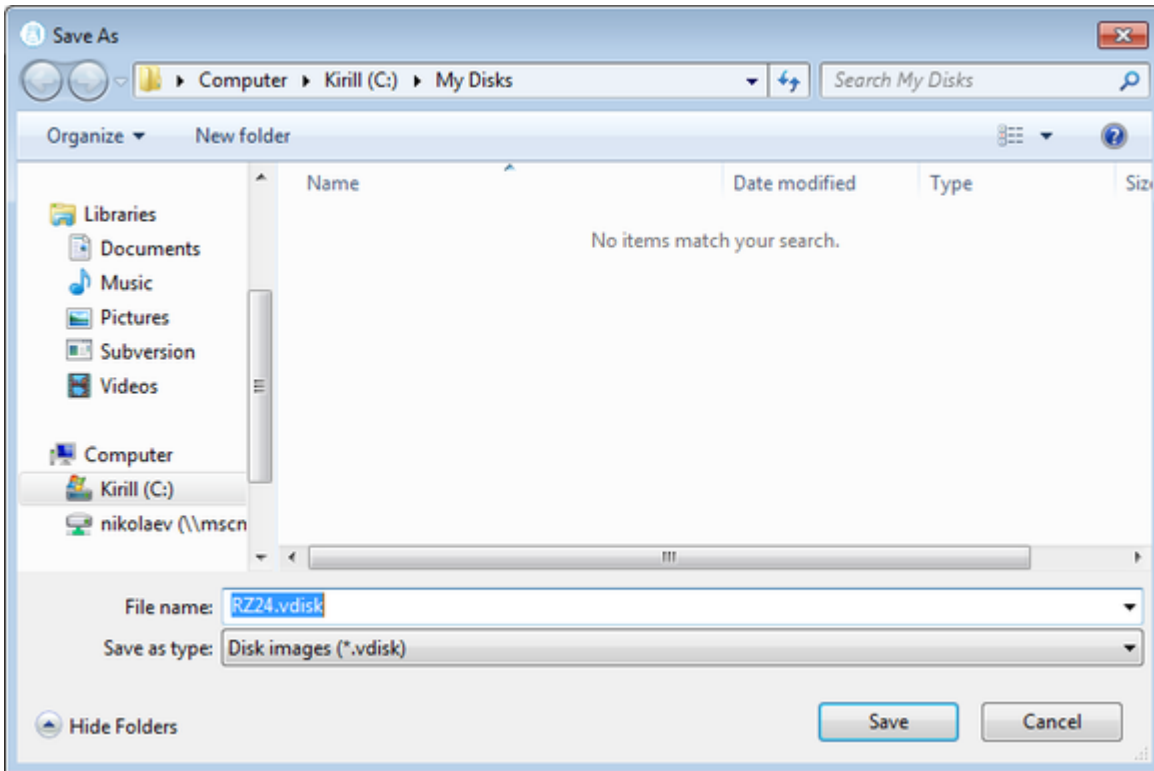 Save As
Computer Kirill (C:) My Disks
Search My Disks
Organize New folder
Name Date modified Type
No items match your search.
Libraries
Documents
Music
Pictures
Subversion
Videos
Computer
Kirill (C:)
nikolaev (\\mscn
File name: RZ24.vdisk
Save as type: Disk images (*.vdisk)
Hide Folders Save Cancel